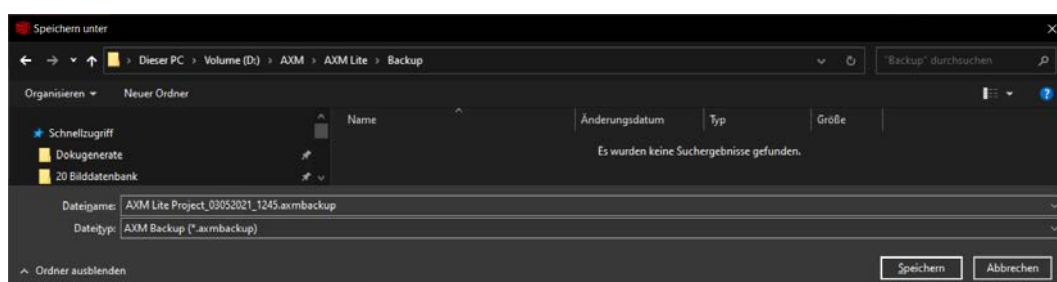 Speichern unter
Dieser PC > Volume (D:) > AXM > AXM Lite > Backup
"Backup" durchsuchen
Organisieren Neuer Ordner
Name Änderungsdatum Typ Größe
Schnellzugriff
Es wurden keine Suchergebnisse gefunden.
Dokugenerate
20 Bilddatenbank
Dateiname: AXM Lite Project_03052021_1245.axmbackup
Dateityp: AXM Backup (*.axmbackup)
Ordner ausblenden
Speichern Abbrechen